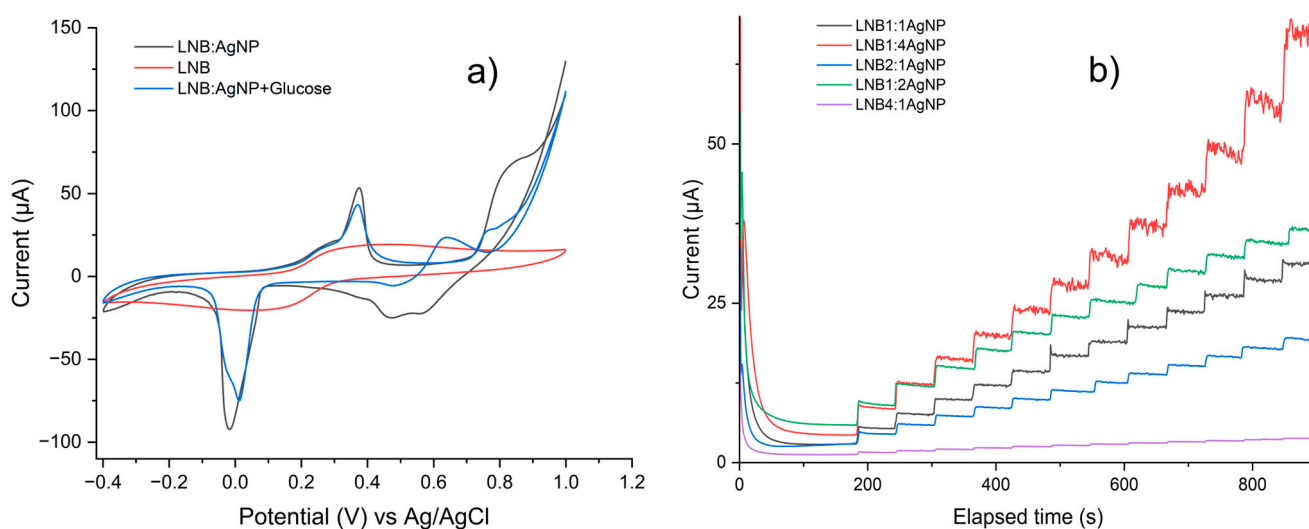 a)
LNB:AgNP
LNB
LNB:AgNP+Glucose
Current (µA)
150
100
50
0
−50
−100
−0.4
−0.2
0.0
0.2
0.4
0.6
0.8
1.0
1.2
Potential (V) vs Ag/AgCl
b)
LNB1:1AgNP
LNB1:4AgNP
LNB2:1AgNP
LNB1:2AgNP
LNB4:1AgNP
Current (µA)
50
25
0
0
200
400
600
800
Elapsed time (s)